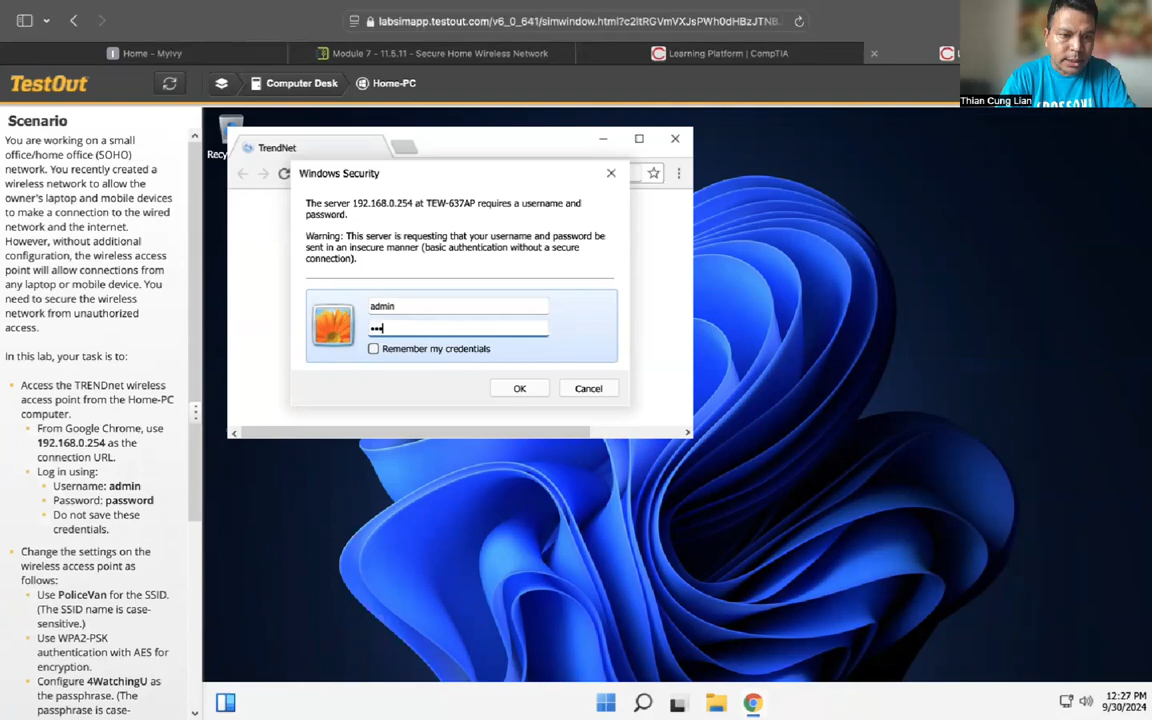 labsimapp.testout.com/v6_0_641/simwindow.html?c2ltRGVmVXJsPWh0dHBzJTNB...
Home - MyIvy
Module 7 - 11.5.11 - Secure Home Wireless Network
Learning Platform | CompTIA
Thian Cung Lian
TestOut
Computer Desk
Home-PC
Scenario
You are working on a small
office/home office (SOHO)
network. You recently created a
wireless network to allow the
owner's laptop and mobile devices
to make a connection to the wired
network and the internet.
However, without additional
configuration, the wireless access
point will allow connections from
any laptop or mobile device. You
need to secure the wireless
network from unauthorized
access.
In this lab, your task is to:
Access the TRENDnet wireless
access point from the Home-PC
computer.
From Google Chrome, use
192.168.0.254 as the
connection URL.
Log in using:
Username: admin
Password: password
Do not save these
credentials.
Change the settings on the
wireless access point as
follows:
Use PoliceVan for the SSID.
(The SSID name is case-
sensitive.)
Use WPA2-PSK
authentication with AES for
encryption.
Configure 4WatchingU as
the passphrase. (The
passphrase is case-
Recy
TrendNet
Windows Security
The server 192.168.0.254 at TEW-637AP requires a username and
password.
Warning: This server is requesting that your username and password be
sent in an insecure manner (basic authentication without a secure
connection).
admin
•••
Remember my credentials
OK
Cancel
12:27 PM
9/30/2024